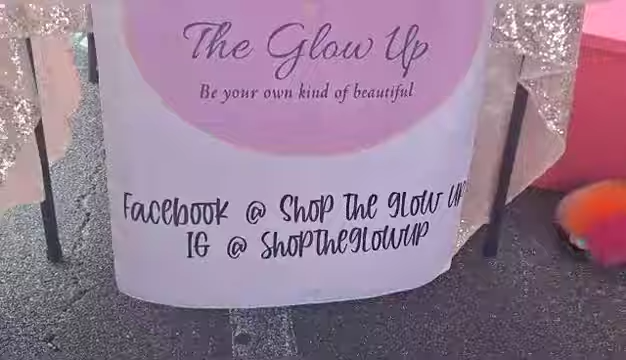 The Glow Up
Be your own kind of beautiful
Facebook @ Shop the glow up
IG @ shoptheglowup